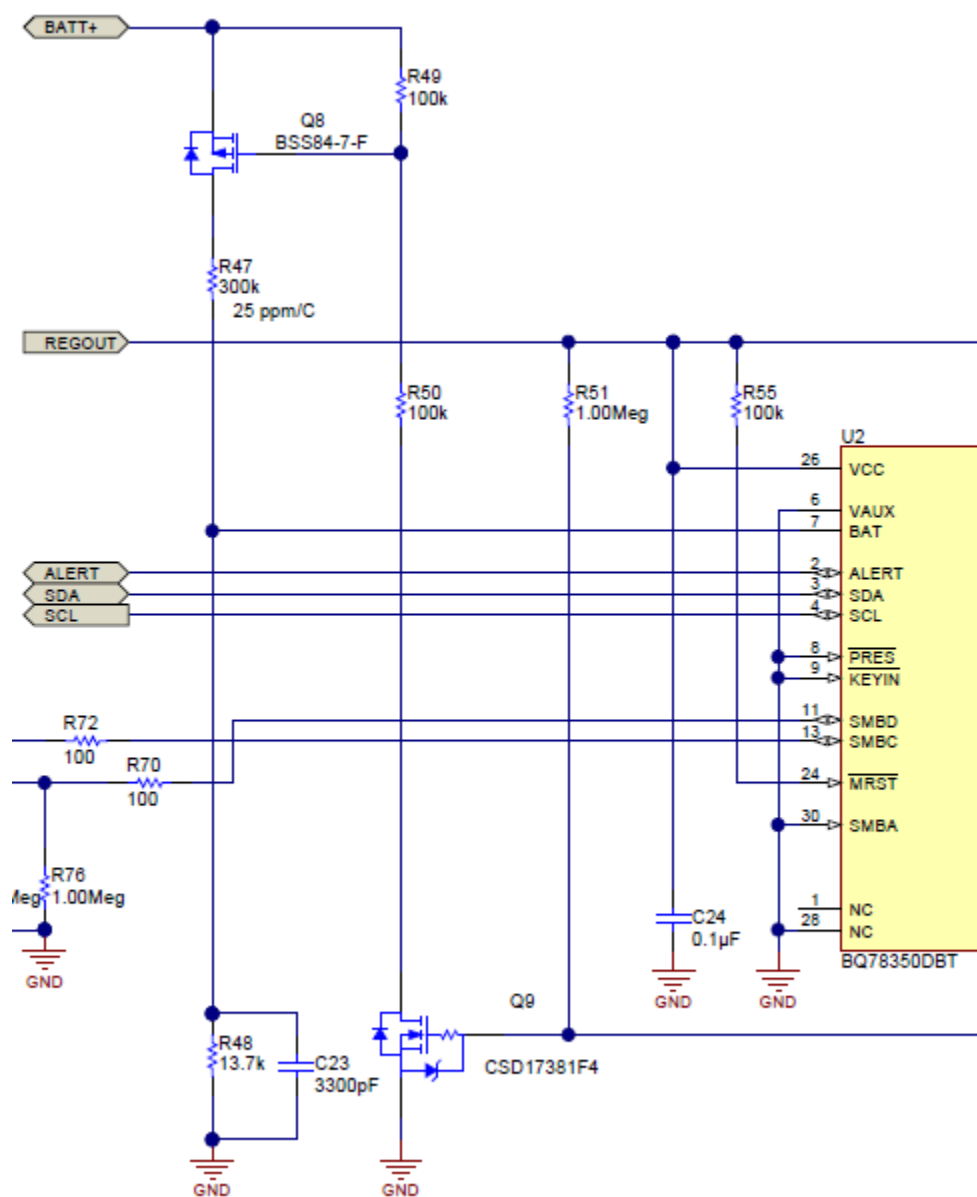 BATT+
R49
100k
Q8
BSS84-7-F
R47
300k
25 ppm/C
REGOUT
R50
100k
R51
1.00Meg
R55
100k
U2
26 VCC
6 VAUX
7 BAT
ALERT
2 ALERT
SDA
3 SDA
SCL
4 SCL
8 PRES
9 KEYIN
R72
100
11 SMBD
13 SMBC
R70
100
24 MRST
30 SMBA
R76
1.00Meg
GND
1 NC
28 NC
C24
0.1µF
BQ78350DBT
GND
GND
Q9
CSD17381F4
R48
13.7k
C23
3300pF
GND
GND